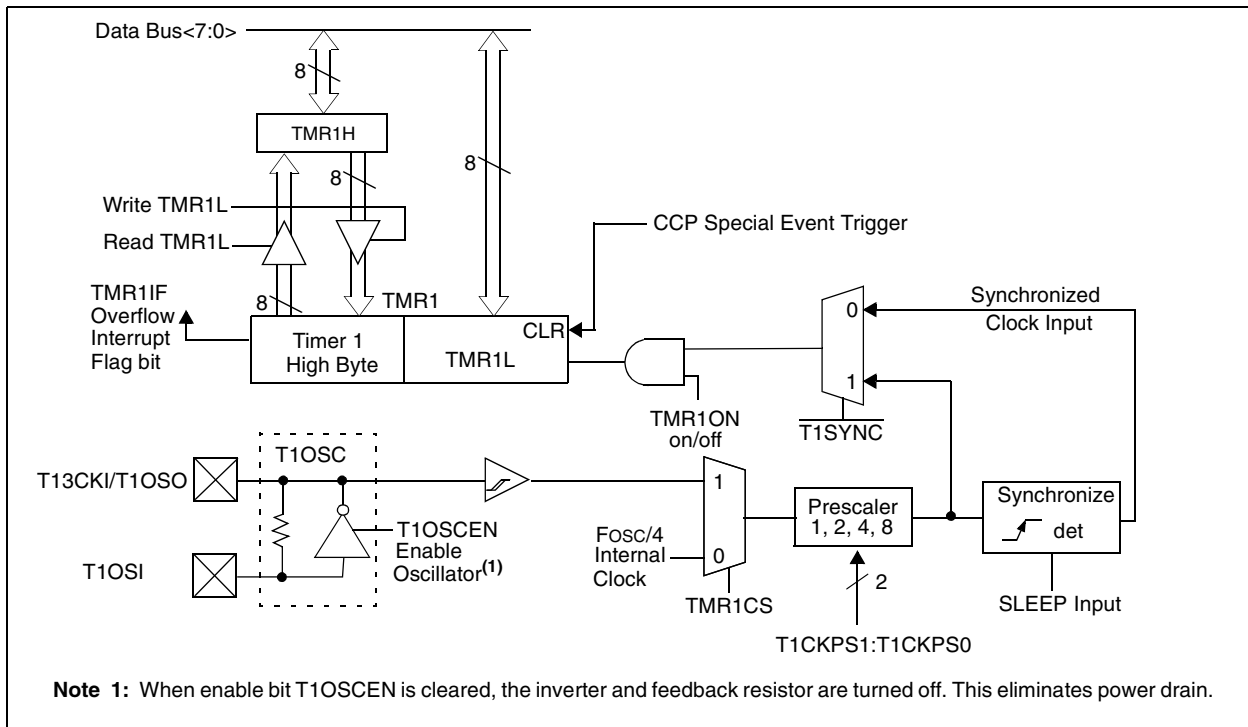 Data Bus<7:0>
8
TMR1H
8
8
Write TMR1L
CCP Special Event Trigger
Read TMR1L
TMR1IF
Overflow
Interrupt
Flag bit
8
TMR1
Timer 1
High Byte
TMR1L
CLR
0
1
Synchronized
Clock Input
TMR1ON
on/off
T1SYNC
T1OSC
T13CKI/T1OSO
T1OSI
T1OSCEN
Enable
Oscillator(1)
FOSC/4
Internal
Clock
1
0
TMR1CS
Prescaler
1, 2, 4, 8
2
T1CKPS1:T1CKPS0
Synchronize
det
SLEEP Input
Note 1: When enable bit T1OSCEN is cleared, the inverter and feedback resistor are turned off. This eliminates power drain.